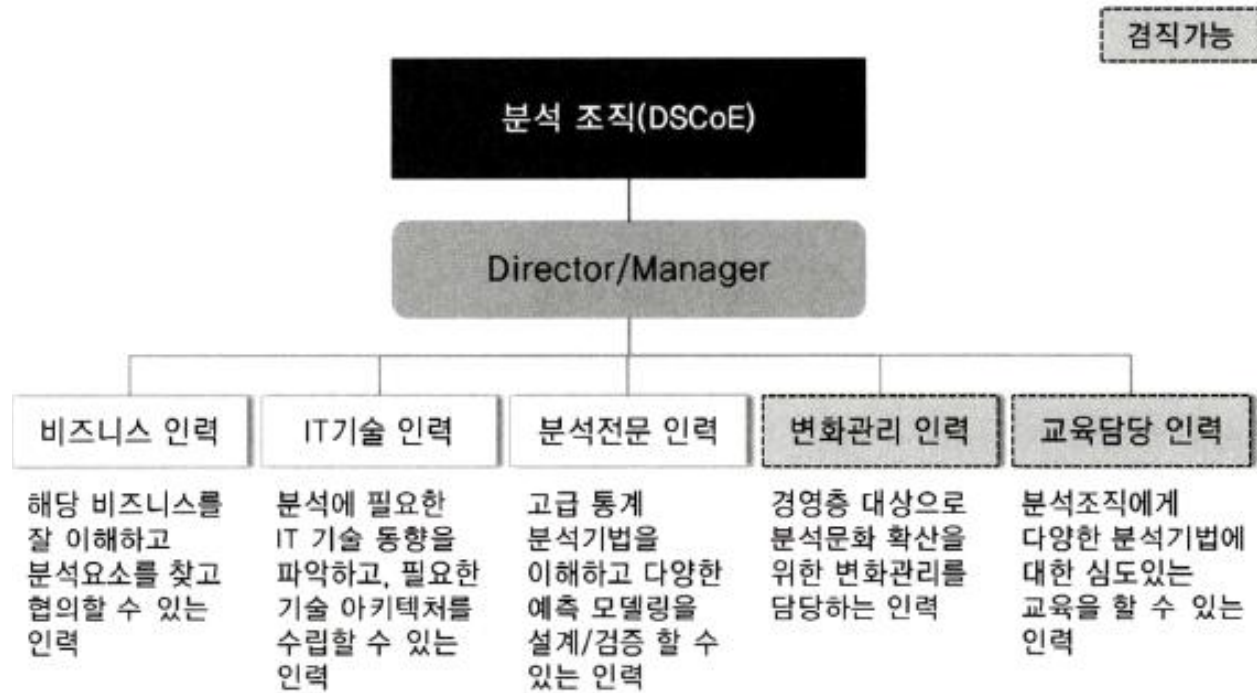 겸직가능
분석 조직(DSCoE)
Director/Manager
비즈니스 인력
해당 비즈니스를
잘 이해하고
분석요소를 찾고
협의할 수 있는
인력
IT기술 인력
분석에 필요한
IT 기술 동향을
파악하고, 필요한
기술 아키텍처를
수립할 수 있는
인력
분석전문 인력
고급 통계
분석기법을
이해하고 다양한
예측 모델링을
설계/검증 할 수
있는 인력
변화관리 인력
경영층 대상으로
분석문화 확산을
위한 변화관리를
담당하는 인력
교육담당 인력
분석조직에게
다양한 분석기법에
대한 심도있는
교육을 할 수 있는
인력